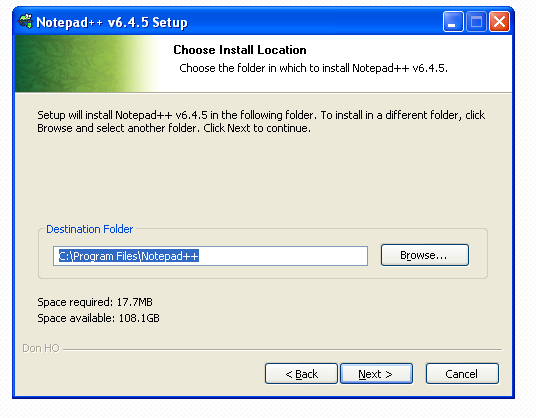 Notepad++ v6.4.5 Setup
Choose Install Location
Choose the folder in which to install Notepad++ v6.4.5.
Setup will install Notepad++ v6.4.5 in the following folder. To install in a different folder, click
Browse and select another folder. Click Next to continue.
Destination Folder
C:\Program Files\Notepad++
Browse...
Space required: 17.7MB
Space available: 108.1GB
Don HO
< Back
Next >
Cancel